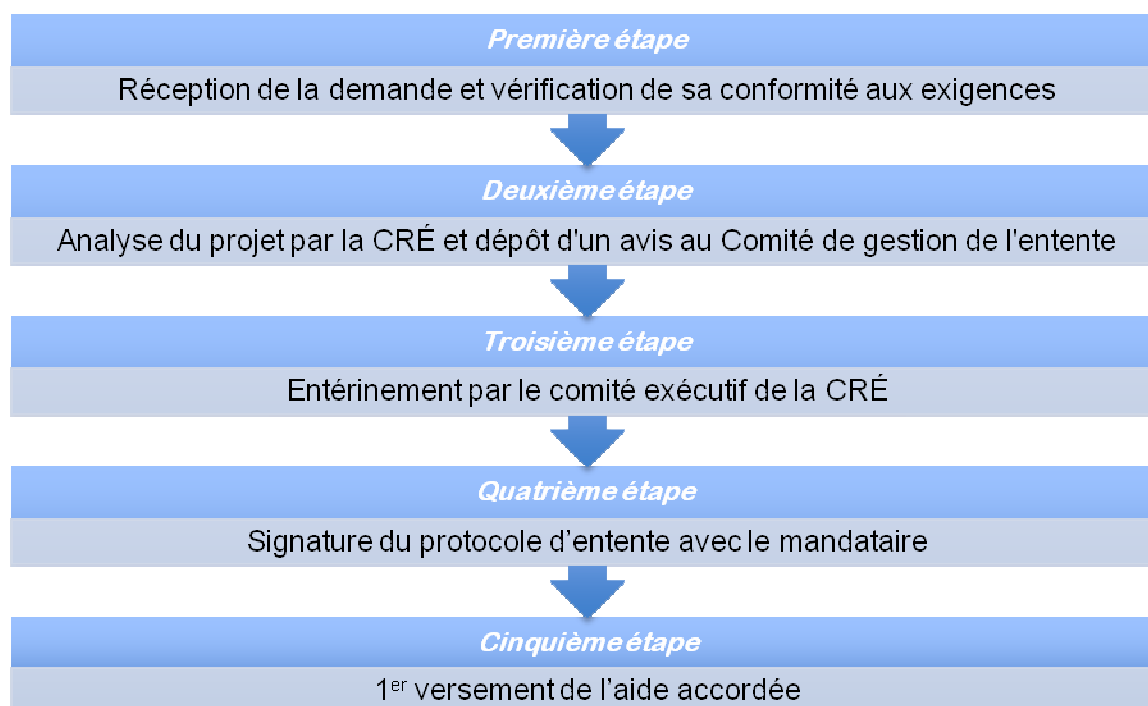 Première étape
Réception de la demande et vérification de sa conformité aux exigences
Deuxième étape
Analyse du projet par la CRÉ et dépôt d'un avis au Comité de gestion de l'entente
Troisième étape
Entérinement par le comité exécutif de la CRÉ
Quatrième étape
Signature du protocole d’entente avec le mandataire
Cinquième étape
1er versement de l’aide accordée